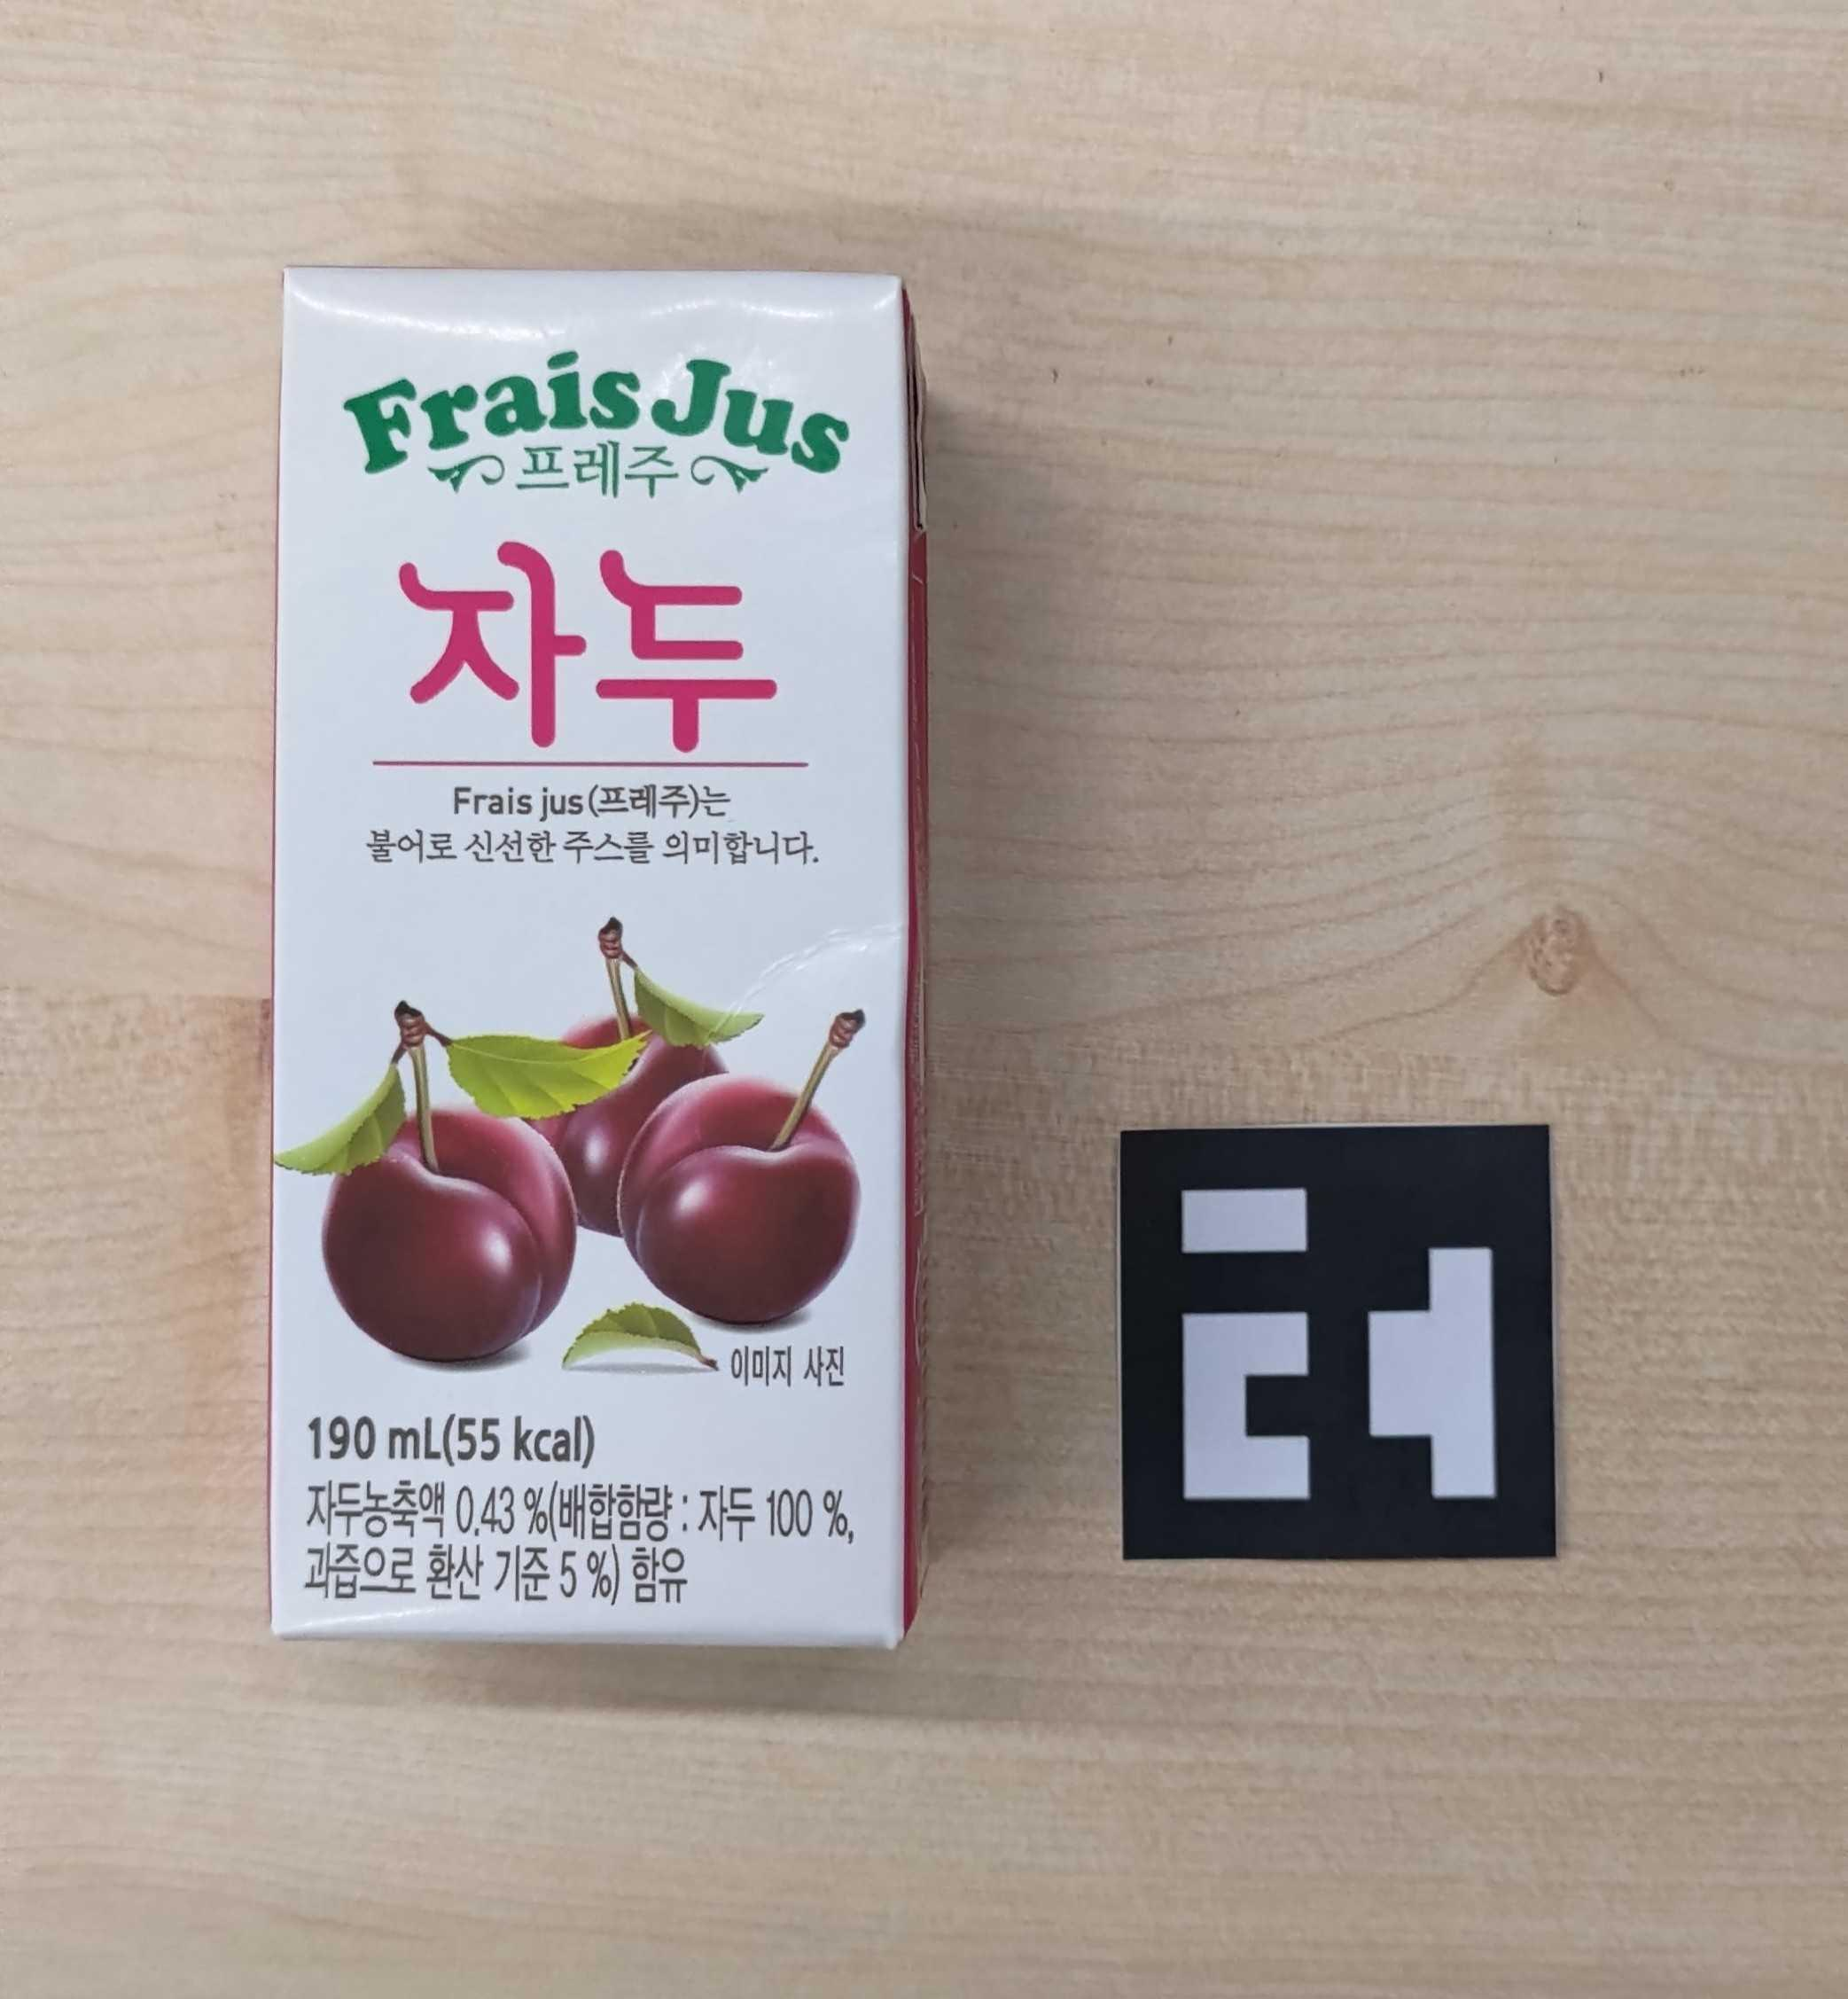 Frais Jus
프레주
자두
Frais jus(프레주)는
불어로 신선한 주스를 의미합니다.
이미지 사진
190 mL(55 kcal)
자두농축액 0.43 %(배합함량 : 자두 100 %,
과즙으로 환산 기준 5 %) 함유